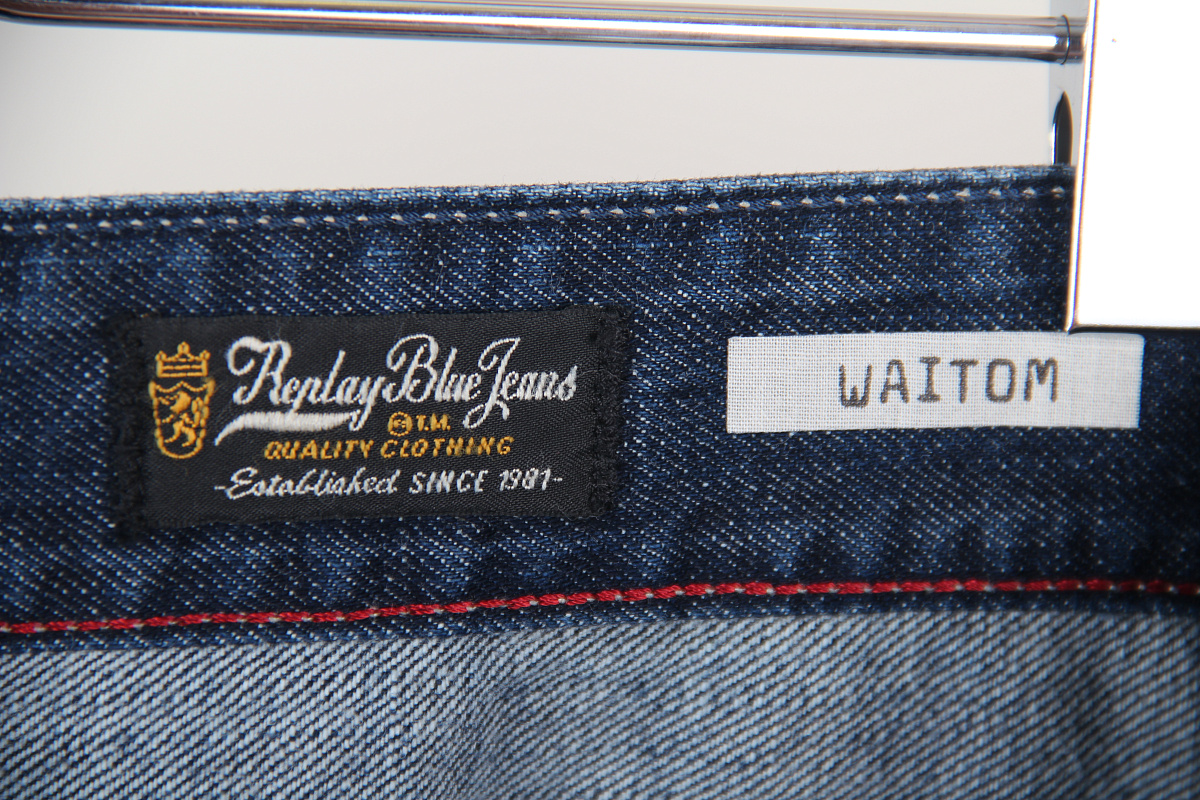 Replay Blue Jeans
® T.M.
QUALITY CLOTHING
-Established SINCE 1981-
WAITOM